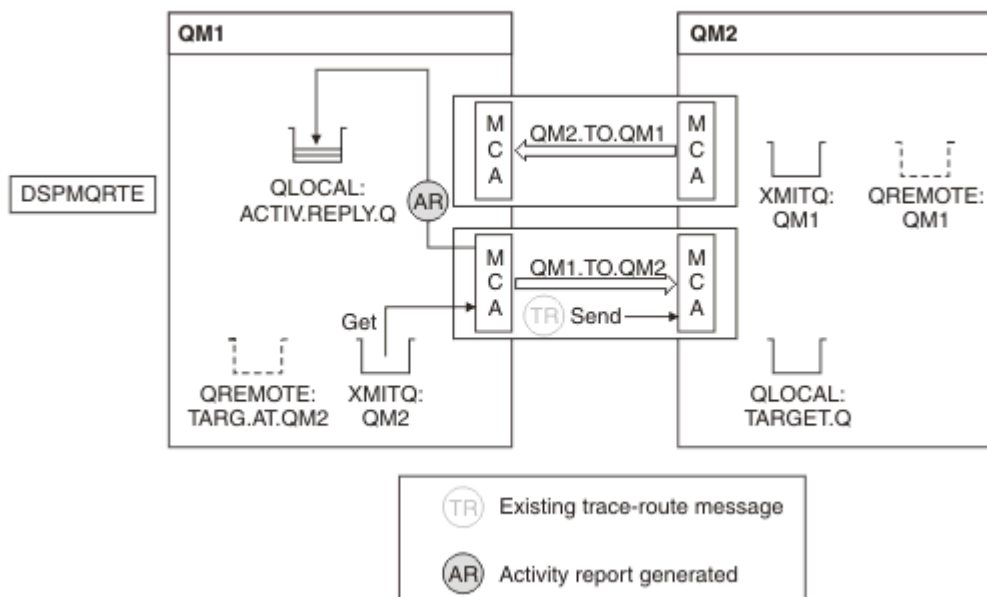 QM1
QM2
DSPMQRTE
QLOCAL:
ACTIV.REPLY.Q
AR
M
C
A
QM2.TO.QM1
M
C
A
XMITQ:
QM1
QREMOTE:
QM1
M
C
A
QM1.TO.QM2
TR
Send
M
C
A
Get
QREMOTE:
TARG.AT.QM2
XMITQ:
QM2
QLOCAL:
TARGET.Q
TR Existing trace-route message
AR Activity report generated